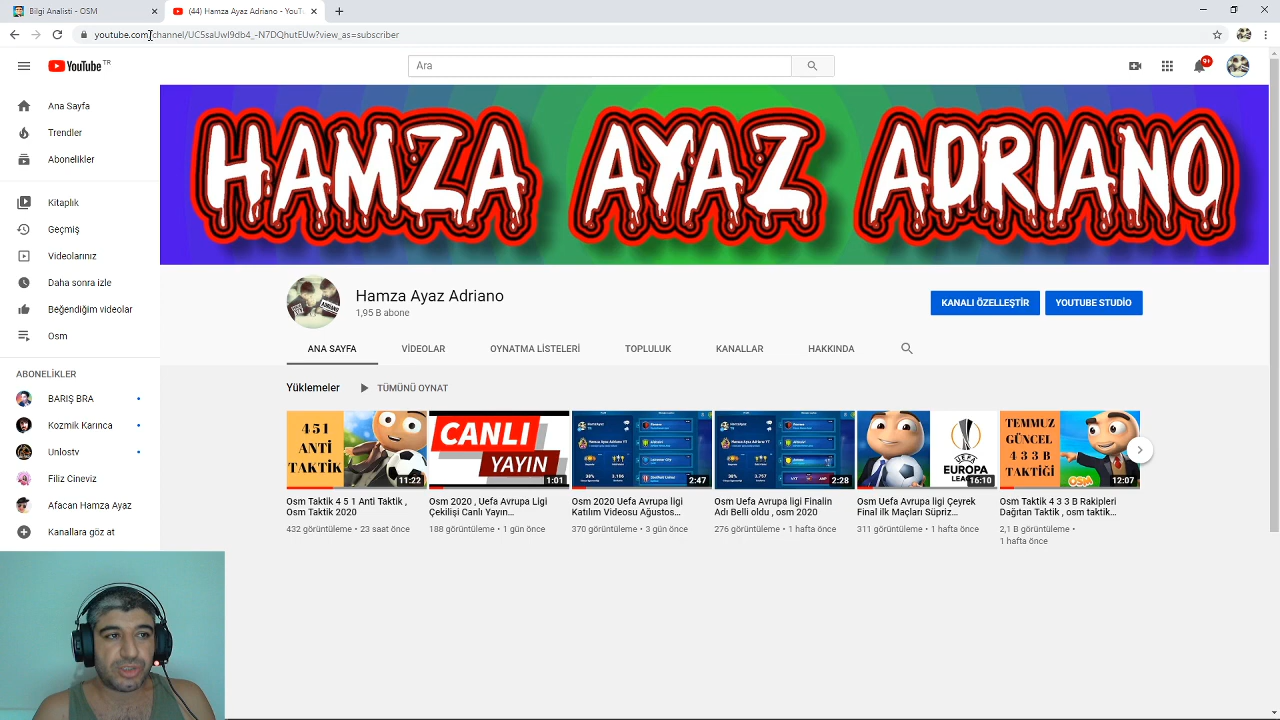 Bilgi Analisti - OSM
(44) Hamza Ayaz Adriano - YouT
youtube.com/channel/UC5saUwI9db4_-N7DQhutEUw?view_as=subscriber
YouTube TR
Ara
9+
HAMZA AYAZ ADRIANO
Ana Sayfa
Trendler
Abonelikler
Kitaplık
Geçmiş
Videolarınız
Daha sonra izle
Beğendiğim videolar
Osm
ABONELİKLER
BARIŞ BRA
Kozmik Karınca
Unlostv
Filiz Cineviz
Afacan Hamza Ayaz
Kanallara göz at
Hamza Ayaz Adriano
1,95 B abone
KANALI ÖZELLEŞTİR
YOUTUBE STUDIO
ANA SAYFA
VİDEOLAR
OYNATMA LİSTELERİ
TOPLULUK
KANALLAR
HAKKINDA
Yüklemeler
TÜMÜNÜ OYNAT
4 5 1
ANTİ
TAKTİK
11:22
Osm Taktik 4 5 1 Anti Taktik ,
Osm Taktik 2020
432 görüntüleme • 23 saat önce
CANLI
YAYIN
1:01
Osm 2020 , Uefa Avrupa Ligi
Çekilişi Canlı Yayın...
188 görüntüleme • 1 gün önce
2:47
Osm 2020 Uefa Avrupa ligi
Katılım Videosu Ağustos...
370 görüntüleme • 3 gün önce
2:28
Osm Uefa Avrupa ligi Finalin
Adı Belli oldu , osm 2020
276 görüntüleme • 1 hafta önce
UEFA
EUROPA
LEAGUE
16:10
Osm Uefa Avrupa ligi Çeyrek
Final ilk Maçları Süpriz...
311 görüntüleme • 1 hafta önce
TEMMUZ
GÜNCEL
4 3 3 B
TAKTİĞİ
OSM
12:07
Osm Taktik 4 3 3 B Rakipleri
Dağıtan Taktik , osm taktik...
2,1 B görüntüleme •
1 hafta önce